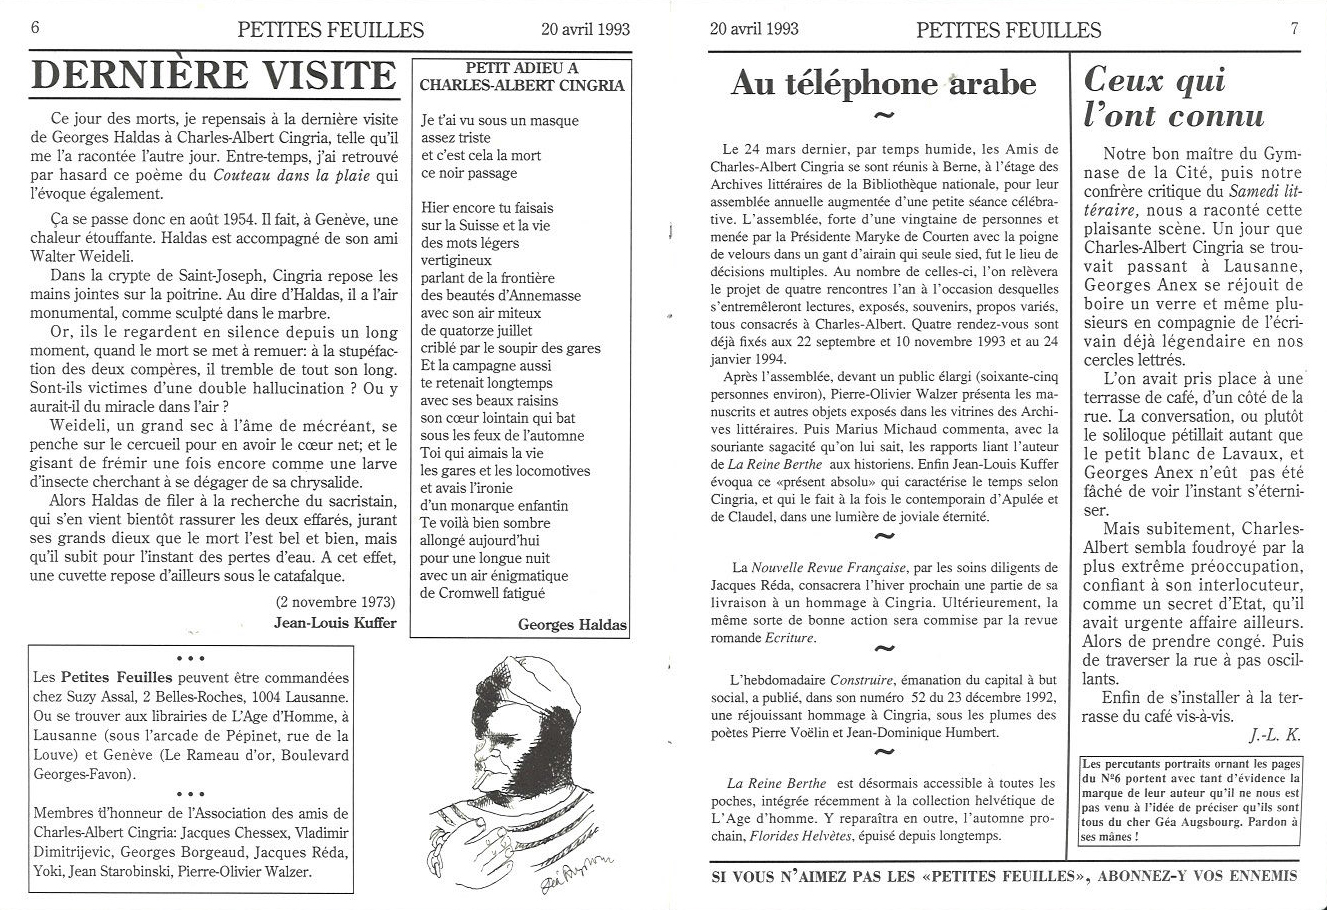 6
PETITES FEUILLES
20 avril 1993
DERNIÈRE VISITE
Ce jour des morts, je repensais à la dernière visite
de Georges Haldas à Charles-Albert Cingria, telle qu'il
me l'a racontée l'autre jour. Entre-temps, j'ai retrouvé
par hasard ce poème du Couteau dans la plaie qui
l'évoque également.
Ça se passe donc en août 1954. Il fait, à Genève, une
chaleur étouffante. Haldas est accompagné de son ami
Walter Weideli.
Dans la crypte de Saint-Joseph, Cingria repose les
mains jointes sur la poitrine. Au dire d'Haldas, il a l'air
monumental, comme sculpté dans le marbre.
Or, ils le regardent en silence depuis un long
moment, quand le mort se met à remuer: à la stupéfac-
tion des deux compères, il tremble de tout son long.
Sont-ils victimes d'une double hallucination ? Ou y
aurait-il du miracle dans l'air ?
Weideli, un grand sec à l'âme de mécréant, se
penche sur le cercueil pour en avoir le cœur net; et le
gisant de frémir une fois encore comme une larve
d'insecte cherchant à se dégager de sa chrysalide.
Alors Haldas de filer à la recherche du sacristain,
qui s'en vient bientôt rassurer les deux effarés, jurant
ses grands dieux que le mort l'est bel et bien, mais
qu'il subit pour l'instant des pertes d'eau. A cet effet,
une cuvette repose d'ailleurs sous le catafalque.
(2 novembre 1973)
Jean-Louis Kuffer
PETIT ADIEU A
CHARLES-ALBERT CINGRIA
Je t'ai vu sous un masque
assez triste
et c'est cela la mort
ce noir passage
Hier encore tu faisais
sur la Suisse et la vie
des mots légers
vertigineux
parlant de la frontière
des beautés d'Annemasse
avec son air miteux
de quatorze juillet
criblé par le soupir des gares
Et la campagne aussi
te retenait longtemps
avec ses beaux raisins
son cœur lointain qui bat
sous les feux de l'automne
Toi qui aimais la vie
les gares et les locomotives
et avais l'ironie
d'un monarque enfantin
Te voilà bien sombre
allongé aujourd'hui
pour une longue nuit
avec un air énigmatique
de Cromwell fatigué
Georges Haldas
• • •
Les Petites Feuilles peuvent être commandées
chez Suzy Assal, 2 Belles-Roches, 1004 Lausanne.
Ou se trouver aux librairies de L'Age d'Homme, à
Lausanne (sous l'arcade de Pépinet, rue de la
Louve) et Genève (Le Rameau d'or, Boulevard
Georges-Favon).
• • •
Membres d'honneur de l'Association des amis de
Charles-Albert Cingria: Jacques Chessex, Vladimir
Dimitrijevic, Georges Borgeaud, Jacques Réda,
Yoki, Jean Starobinski, Pierre-Olivier Walzer.
20 avril 1993
PETITES FEUILLES
7
Au téléphone arabe
~
Le 24 mars dernier, par temps humide, les Amis de
Charles-Albert Cingria se sont réunis à Berne, à l'étage des
Archives littéraires de la Bibliothèque nationale, pour leur
assemblée annuelle augmentée d'une petite séance célébra-
tive. L'assemblée, forte d'une vingtaine de personnes et
menée par la Présidente Maryke de Courten avec la poigne
de velours dans un gant d'airain qui seule sied, fut le lieu de
décisions multiples. Au nombre de celles-ci, l'on relèvera
le projet de quatre rencontres l'an à l'occasion desquelles
s'entremêleront lectures, exposés, souvenirs, propos variés,
tous consacrés à Charles-Albert. Quatre rendez-vous sont
déjà fixés aux 22 septembre et 10 novembre 1993 et au 24
janvier 1994.
Après l'assemblée, devant un public élargi (soixante-cinq
personnes environ), Pierre-Olivier Walzer présenta les ma-
nuscrits et autres objets exposés dans les vitrines des Archi-
ves littéraires. Puis Marius Michaud commenta, avec la
souriante sagacité qu'on lui sait, les rapports liant l'auteur
de La Reine Berthe aux historiens. Enfin Jean-Louis Kuffer
évoqua ce «présent absolu» qui caractérise le temps selon
Cingria, et qui le fait à la fois le contemporain d'Apulée et
de Claudel, dans une lumière de joviale éternité.
~
La Nouvelle Revue Française, par les soins diligents de
Jacques Réda, consacrera l'hiver prochain une partie de sa
livraison à un hommage à Cingria. Ultérieurement, la
même sorte de bonne action sera commise par la revue
romande Ecriture.
~
L'hebdomadaire Construire, émanation du capital à but
social, a publié, dans son numéro 52 du 23 décembre 1992,
une réjouissant hommage à Cingria, sous les plumes des
poètes Pierre Voëlin et Jean-Dominique Humbert.
~
La Reine Berthe est désormais accessible à toutes les
poches, intégrée récemment à la collection helvétique de
L'Age d'homme. Y reparaîtra en outre, l'automne pro-
chain, Florides Helvètes, épuisé depuis longtemps.
Ceux qui
l'ont connu
Notre bon maître du Gym-
nase de la Cité, puis notre
confrère critique du Samedi lit-
téraire, nous a raconté cette
plaisante scène. Un jour que
Charles-Albert Cingria se trou-
vait passant à Lausanne,
Georges Anex se réjouit de
boire un verre et même plu-
sieurs en compagnie de l'écri-
vain déjà légendaire en nos
cercles lettrés.
L'on avait pris place à une
terrasse de café, d'un côté de la
rue. La conversation, ou plutôt
le soliloque pétillait autant que
le petit blanc de Lavaux, et
Georges Anex n'eût pas été
fâché de voir l'instant s'éterni-
ser.
Mais subitement, Charles-
Albert sembla foudroyé par la
plus extrême préoccupation,
confiant à son interlocuteur,
comme un secret d'Etat, qu'il
avait urgente affaire ailleurs.
Alors de prendre congé. Puis
de traverser la rue à pas oscil-
lants.
Enfin de s'installer à la ter-
rasse du café vis-à-vis.
J.-L. K.
Les percutants portraits ornant les pages
du Nº6 portent avec tant d'évidence la
marque de leur auteur qu'il ne nous est
pas venu à l'idée de préciser qu'ils sont
tous du cher Géa Augsbourg. Pardon à
ses mânes !
SI VOUS N'AIMEZ PAS LES «PETITES FEUILLES», ABONNEZ-Y VOS ENNEMIS